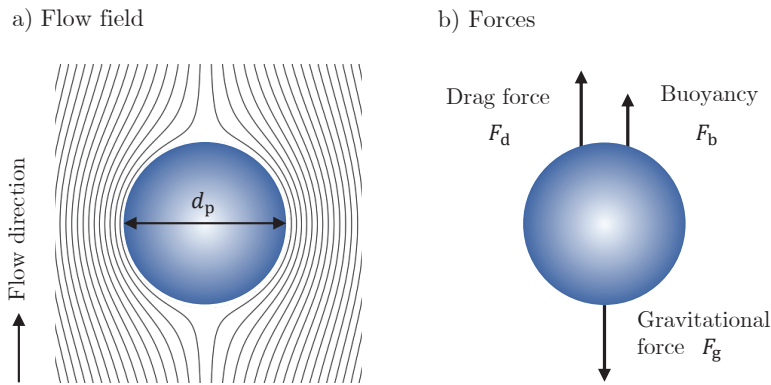 a) Flow field
d_p
Flow direction
b) Forces
Drag force
F_d
Buoyancy
F_b
Gravitational
force F_g